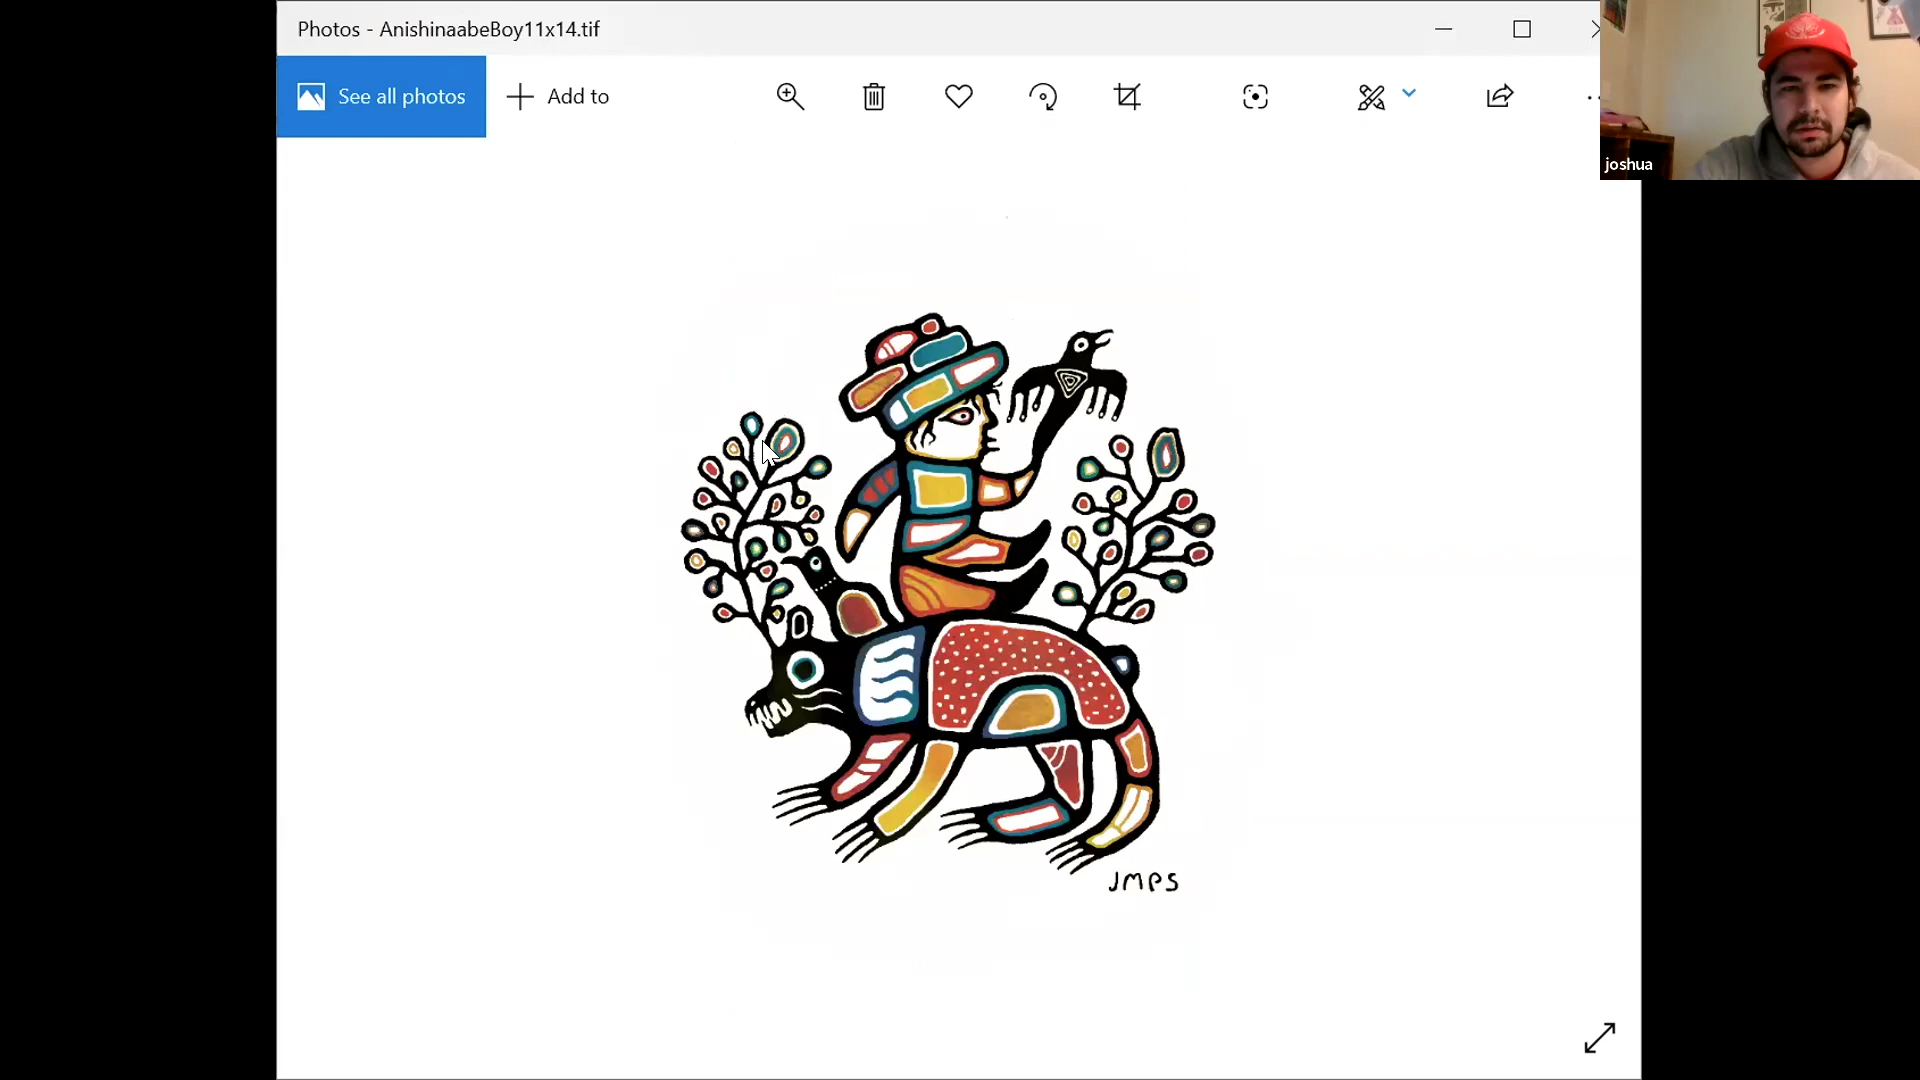 Photos - AnishinaabeBoy11x14.tif
See all photos
Add to
joshua
JMPS